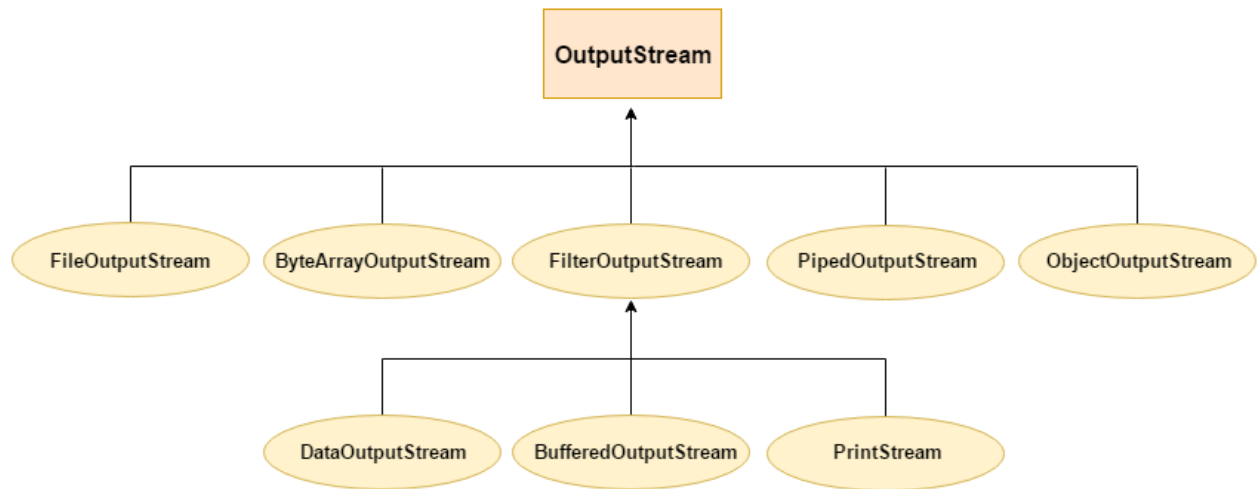 OutputStream
FileOutputStream
ByteArrayOutputStream
FilterOutputStream
PipedOutputStream
ObjectOutputStream
DataOutputStream
BufferedOutputStream
PrintStream